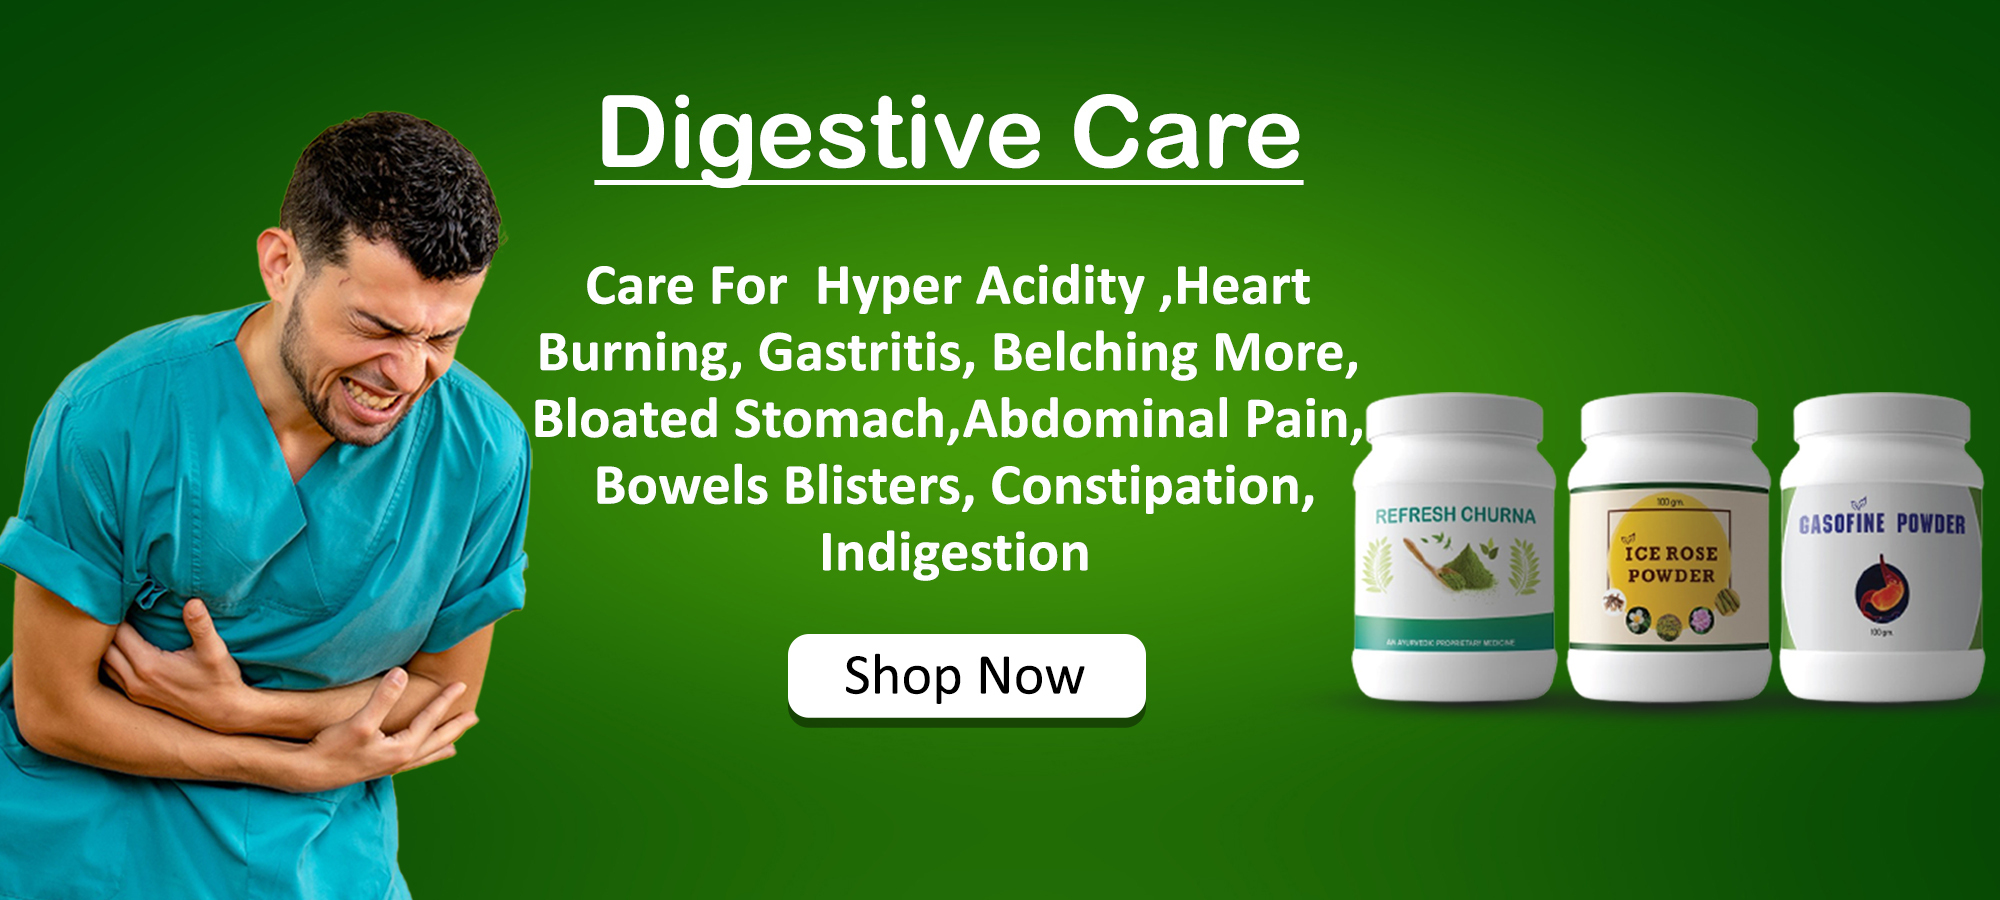 Digestive Care
Care For  Hyper Acidity ,Heart
Burning, Gastritis, Belching More,
Bloated Stomach,Abdominal Pain,
Bowels Blisters, Constipation,
Indigestion
Shop Now
REFRESH CHURNA
AN AYURVEDIC PROPRIETARY MEDICINE
100 gm.
ICE ROSE
POWDER
GASOFINE POWDER
100 gm.